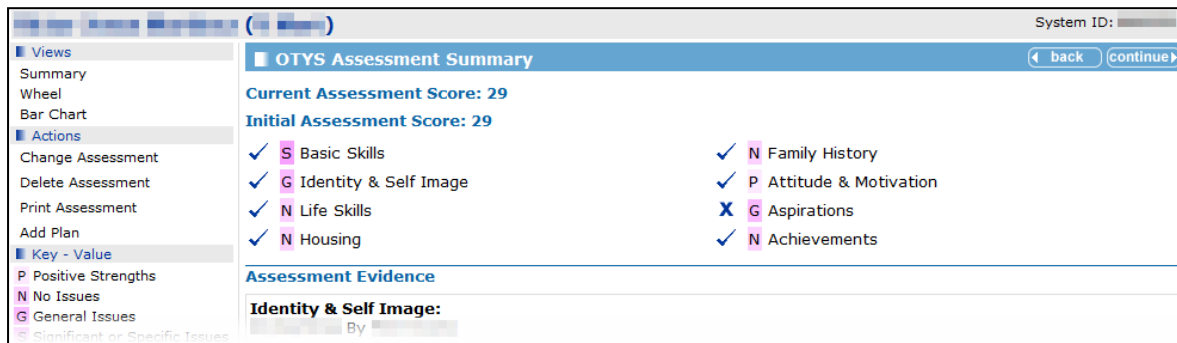 ( )
System ID:
Views
Summary
Wheel
Bar Chart
Actions
Change Assessment
Delete Assessment
Print Assessment
Add Plan
Key - Value
P Positive Strengths
N No Issues
G General Issues
S Significant or Specific Issues
OTYS Assessment Summary
back continue
Current Assessment Score: 29
Initial Assessment Score: 29
S Basic Skills
G Identity & Self Image
N Life Skills
N Housing
N Family History
P Attitude & Motivation
X G Aspirations
N Achievements
Assessment Evidence
Identity & Self Image:
By